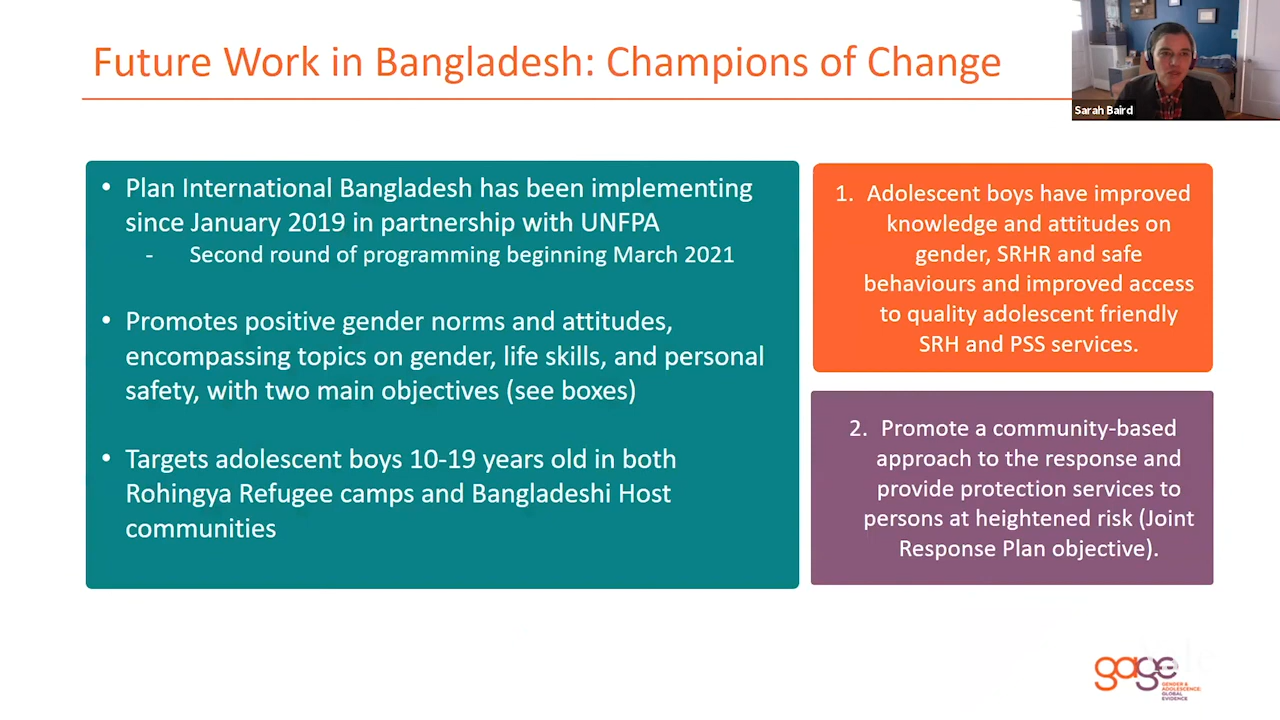 Future Work in Bangladesh: Champions of Change
Sarah Baird
• Plan International Bangladesh has been implementing
since January 2019 in partnership with UNFPA
- Second round of programming beginning March 2021
• Promotes positive gender norms and attitudes,
encompassing topics on gender, life skills, and personal
safety, with two main objectives (see boxes)
• Targets adolescent boys 10-19 years old in both
Rohingya Refugee camps and Bangladeshi Host
communities
1. Adolescent boys have improved
knowledge and attitudes on
gender, SRHR and safe
behaviours and improved access
to quality adolescent friendly
SRH and PSS services.
2. Promote a community-based
approach to the response and
provide protection services to
persons at heightened risk (Joint
Response Plan objective).
gage
GENDER &
ADOLESCENCE:
GLOBAL
EVIDENCE